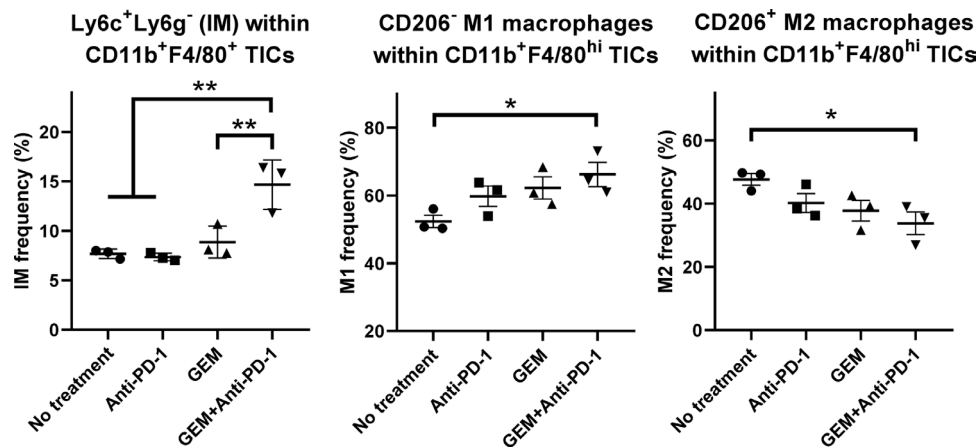 Ly6c⁺Ly6g⁻ (IM) within
CD11b⁺F4/80⁺ TICs
IM frequency (%)
20
15
10
5
0
**
**
No treatment
Anti-PD-1
GEM
GEM+Anti-PD-1
CD206⁻ M1 macrophages
within CD11b⁺F4/80ʰⁱ TICs
M1 frequency (%)
80
60
40
20
*
No treatment
Anti-PD-1
GEM
GEM+Anti-PD-1
CD206⁺ M2 macrophages
within CD11b⁺F4/80ʰⁱ TICs
M2 frequency (%)
60
40
20
0
*
No treatment
Anti-PD-1
GEM
GEM+Anti-PD-1